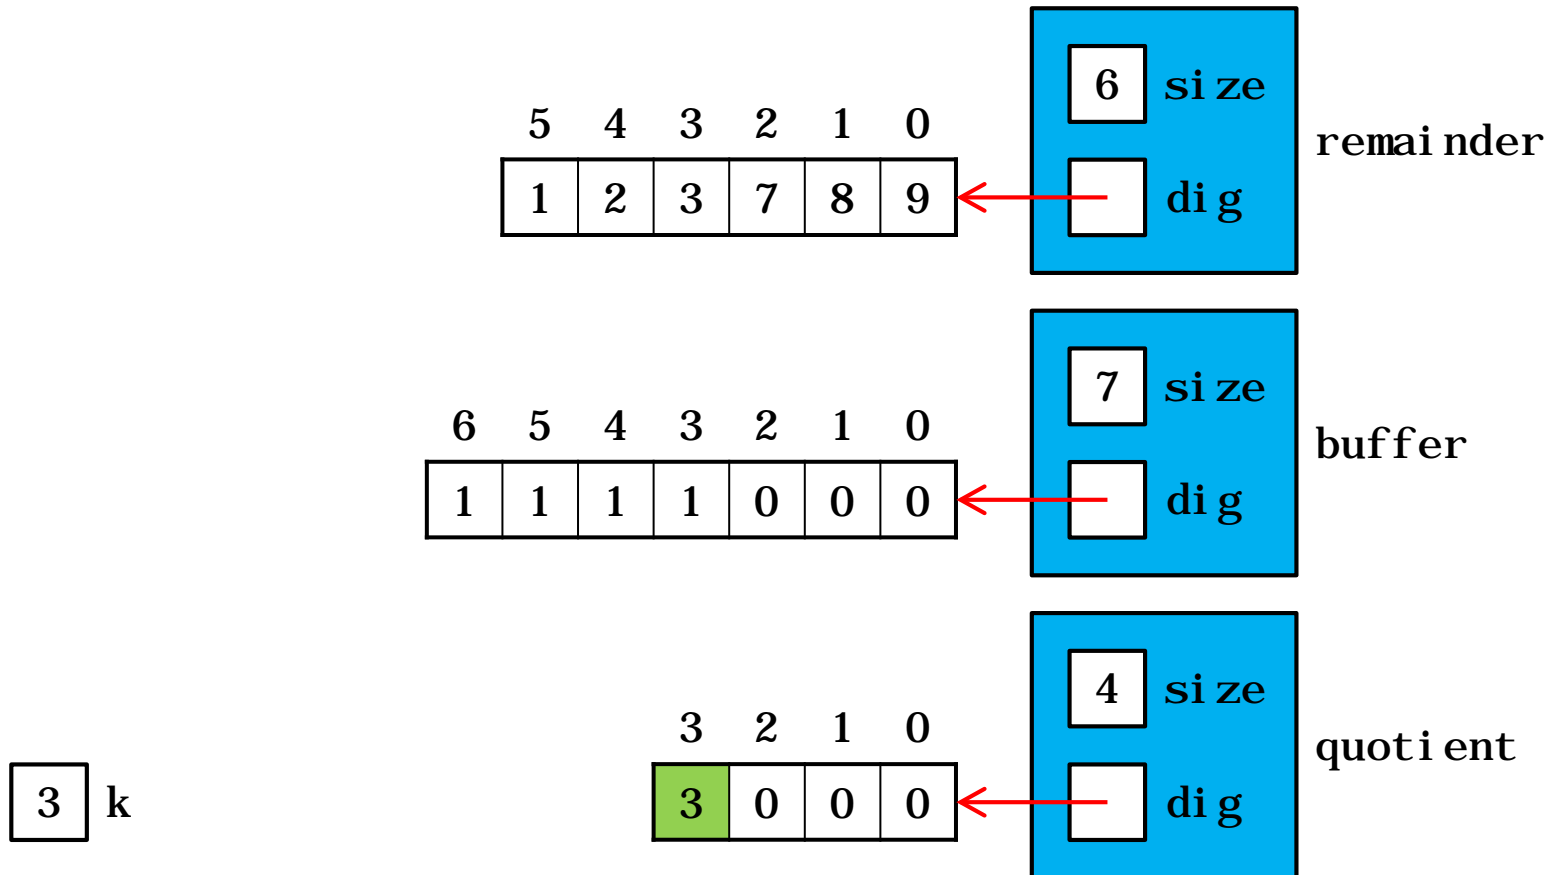 6 size
5 4 3 2 1 0
remainder
1 2 3 7 8 9 dig
7 size
6 5 4 3 2 1 0
buffer
1 1 1 1 0 0 0 dig
4 size
3 2 1 0
quotient
3 k 3 0 0 0 dig